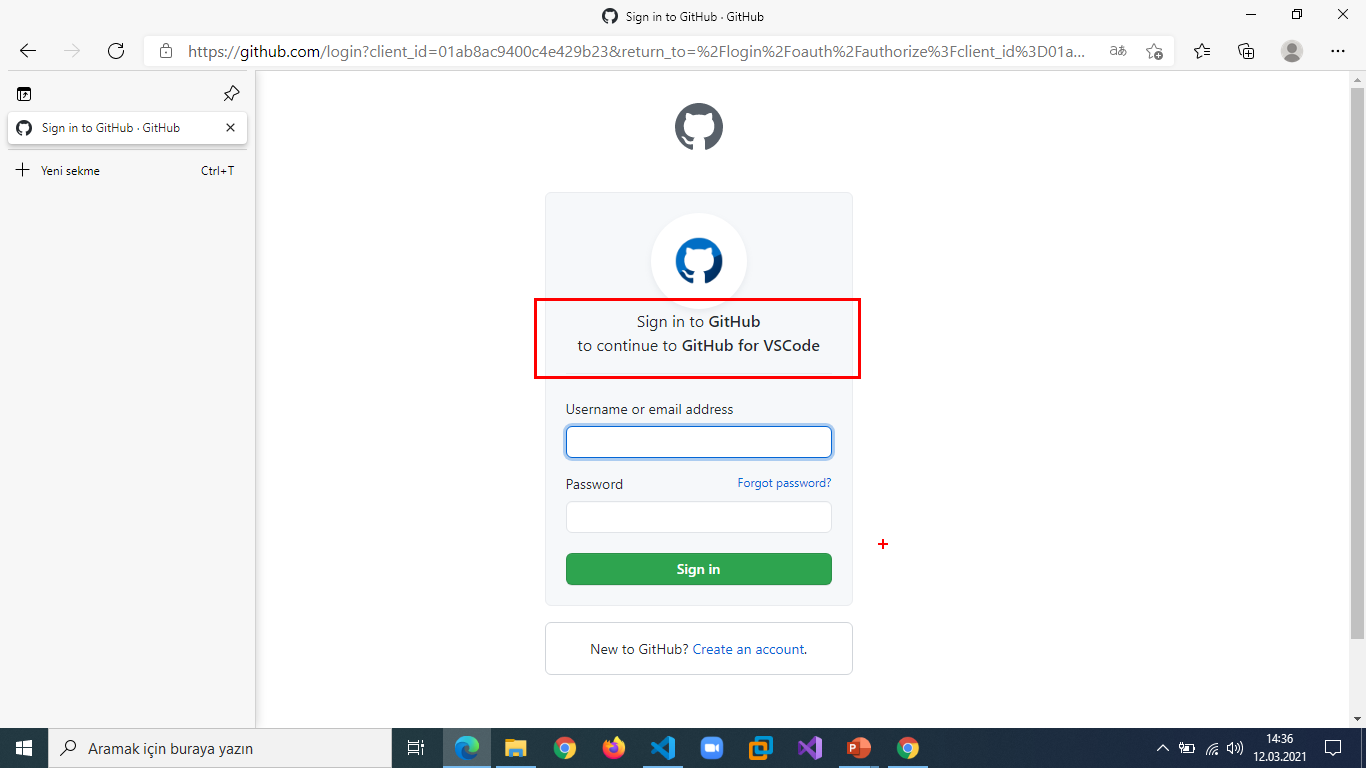 Sign in to GitHub · GitHub
https://github.com/login?client_id=01ab8ac9400c4e429b23&return_to=%2Flogin%2Foauth%2Fauthorize%3Fclient_id%3D01a...
aあ
Sign in to GitHub · GitHub
Yeni sekme Ctrl+T
Sign in to GitHub
to continue to GitHub for VSCode
Username or email address
Password Forgot password?
Sign in
New to GitHub? Create an account.
Aramak için buraya yazın
14:36
12.03.2021